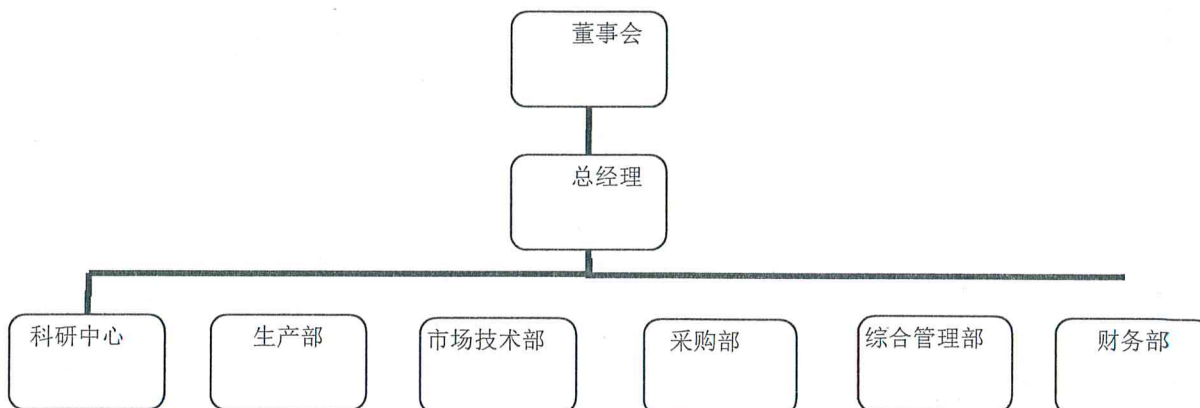 董事会
总经理
科研中心
生产部
市场技术部
采购部
综合管理部
财务部